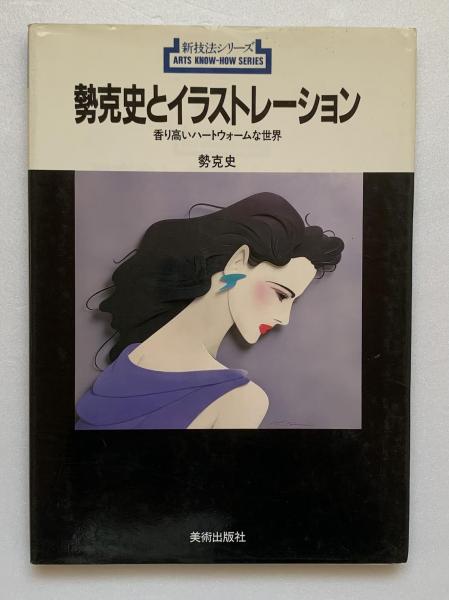 新技法シリーズ
ARTS KNOW-HOW SERIES
勢克史とイラストレーション
香り高いハートウォームな世界
勢克史
美術出版社